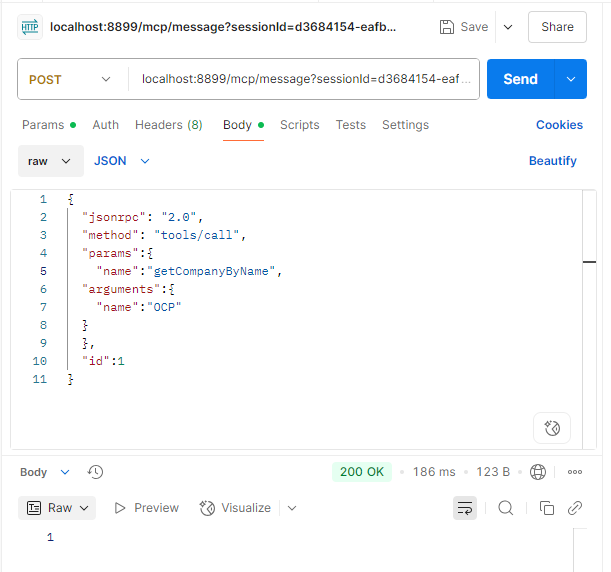 HTTP localhost:8899/mcp/message?sessionId=d3684154-eafb... Save Share
POST localhost:8899/mcp/message?sessionId=d3684154-eaf... Send
Params Auth Headers (8) Body Scripts Tests Settings Cookies
raw JSON Beautify
1 {
2 "jsonrpc": "2.0",
3 "method": "tools/call",
4 "params":{
5 "name":"getCompanyByName",
6 "arguments":{
7 "name":"OCP"
8 }
9 },
10 "id":1
11 }
Body 200 OK 186 ms 123 B
Raw Preview Visualize
1